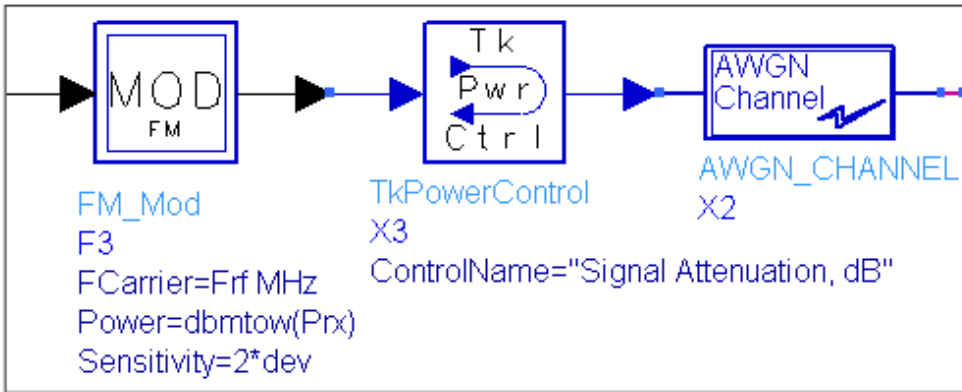 MOD
FM
FM_Mod
F3
FCarrier=Frf MHz
Power=dbmtow(Prx)
Sensitivity=2*dev
Tk
Pwr
Ctrl
TkPowerControl
X3
ControlName="Signal Attenuation, dB"
AWGN
Channel
AWGN_CHANNEL
X2